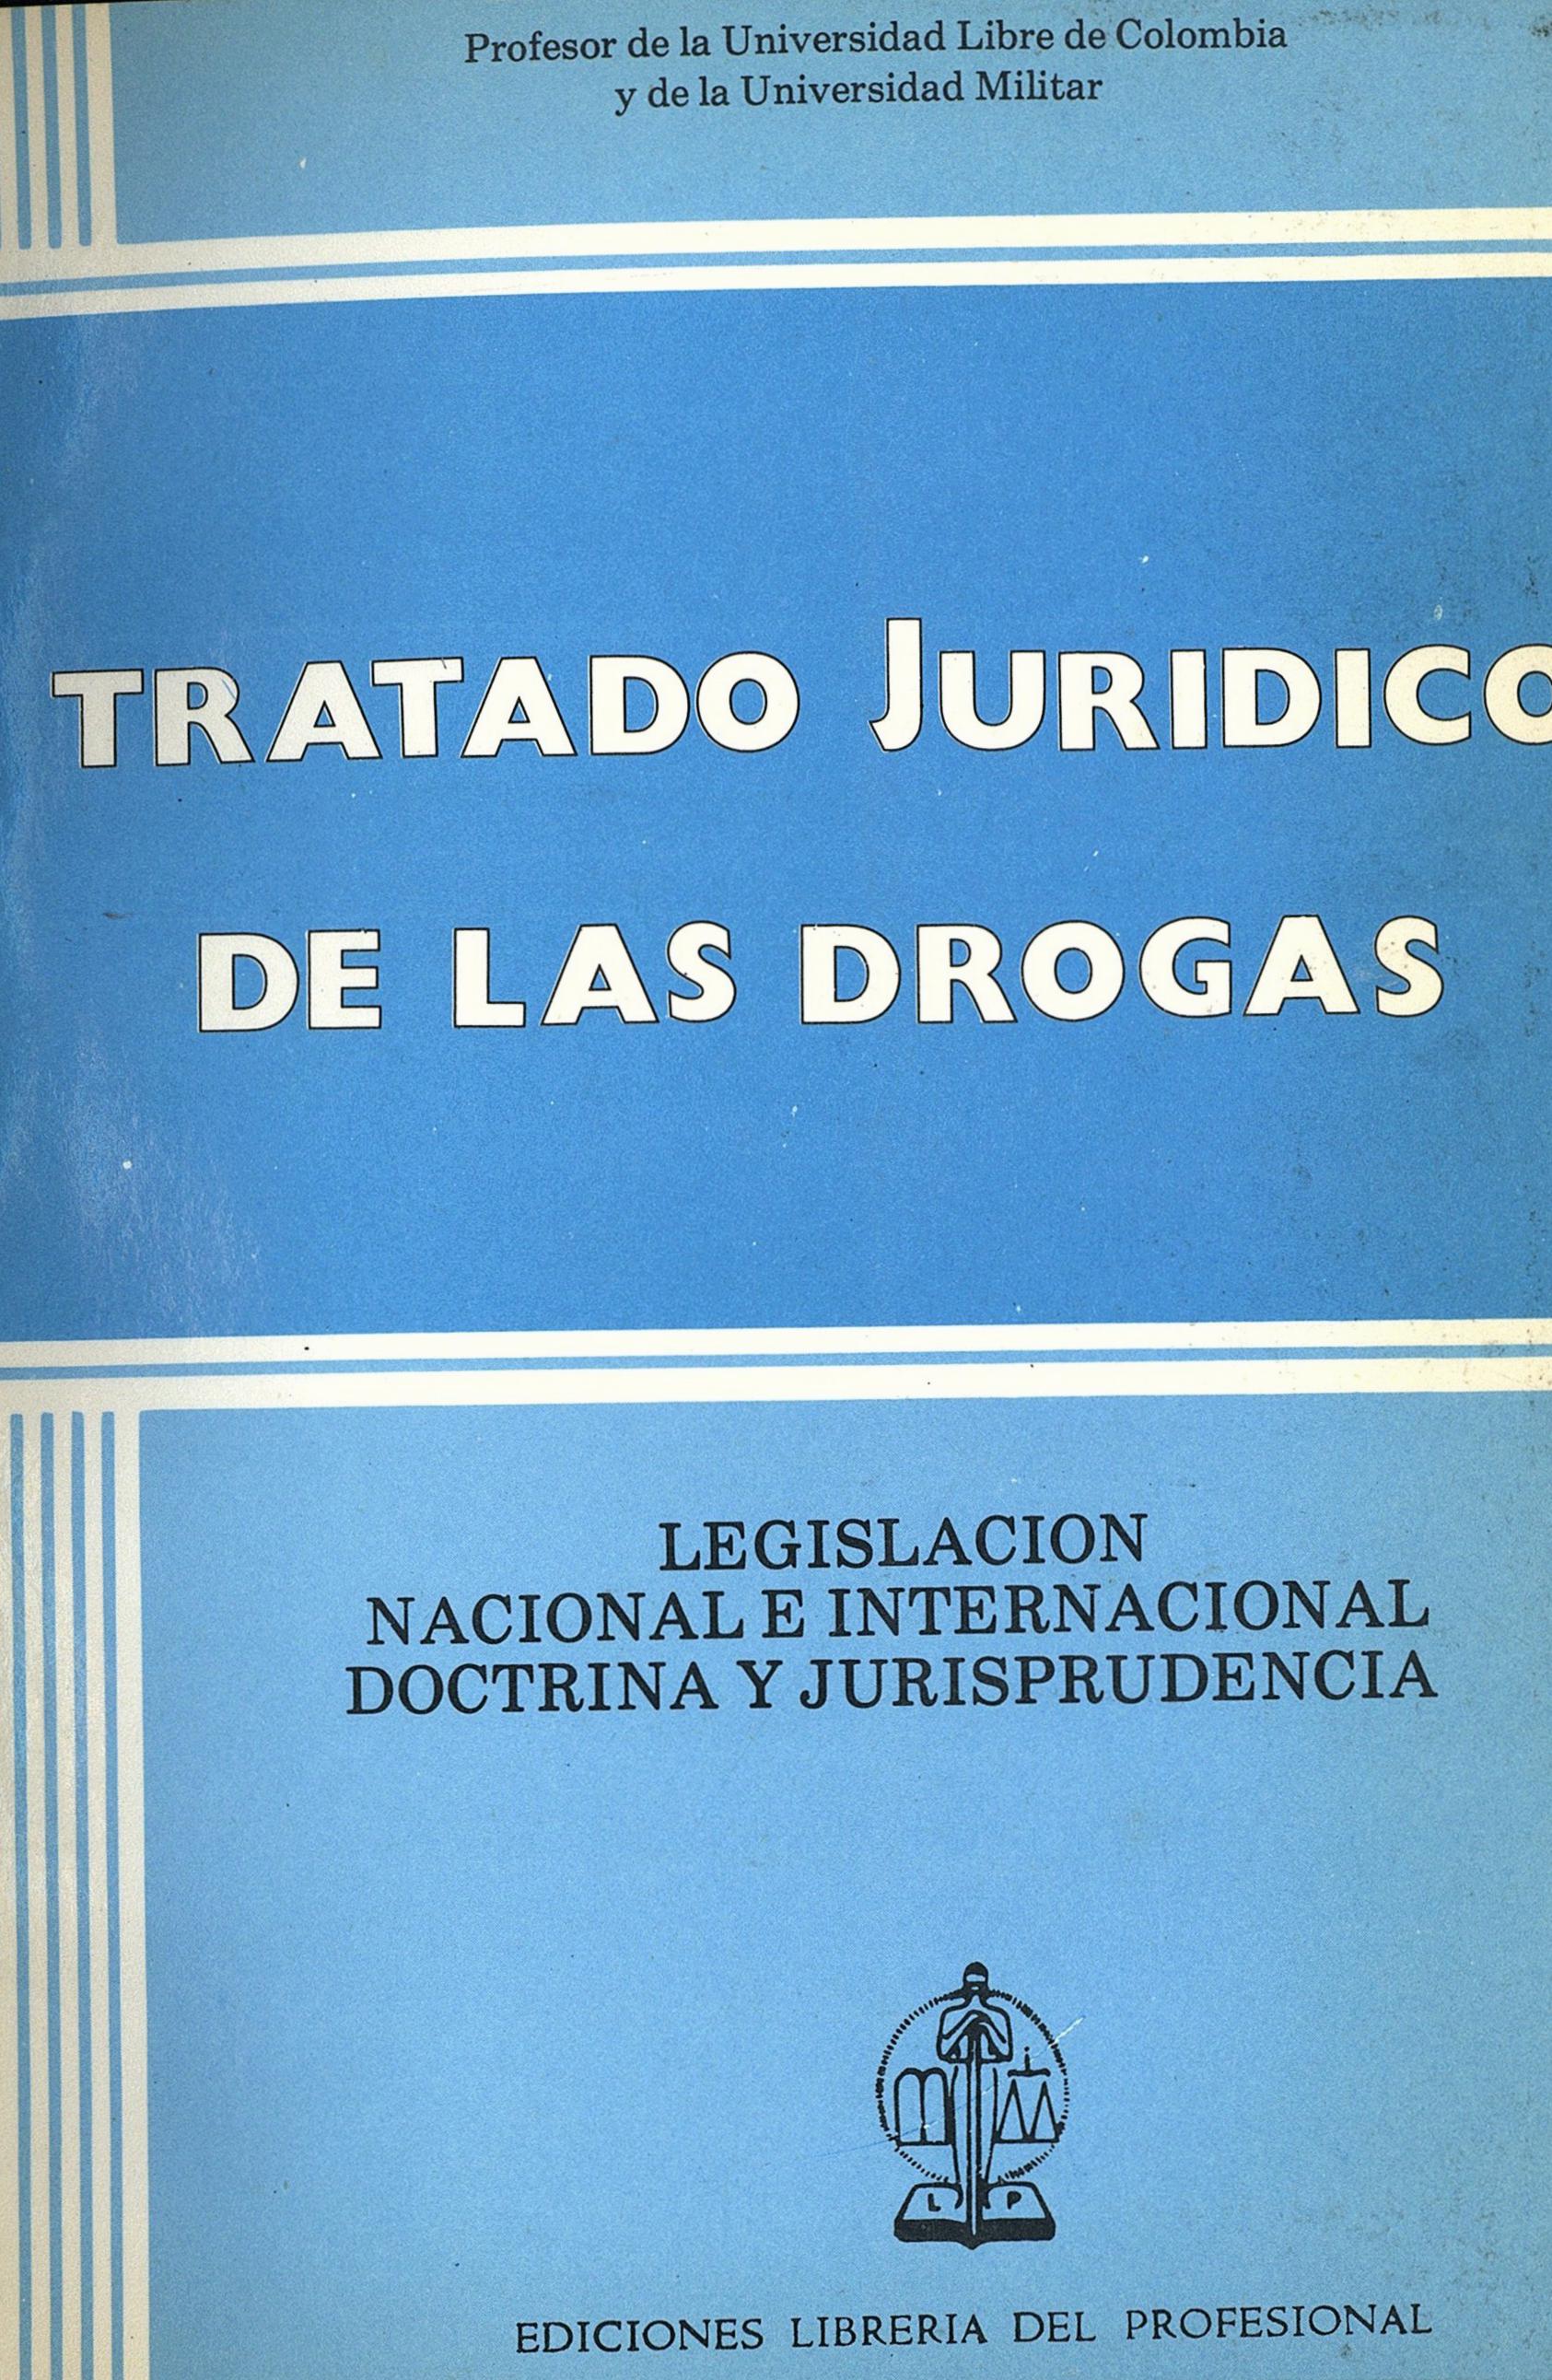 Profesor de la Universidad Libre de Colombia
y de la Universidad Militar
TRATADO JURIDICO
DE LAS DROGAS
LEGISLACION
NACIONAL E INTERNACIONAL
DOCTRINA Y JURISPRUDENCIA
L P
EDICIONES LIBRERIA DEL PROFESIONAL